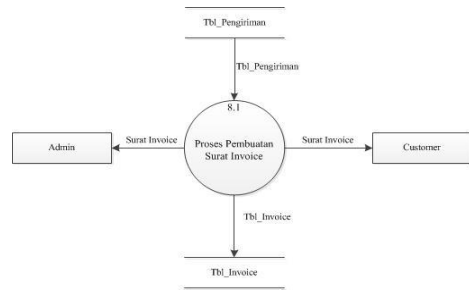 Tbl_Pengiriman
Tbl_Pengiriman
8.1
Proses Pembuatan
Surat Invoice
Surat Invoice
Admin
Surat Invoice
Customer
Tbl_Invoice
Tbl_Invoice